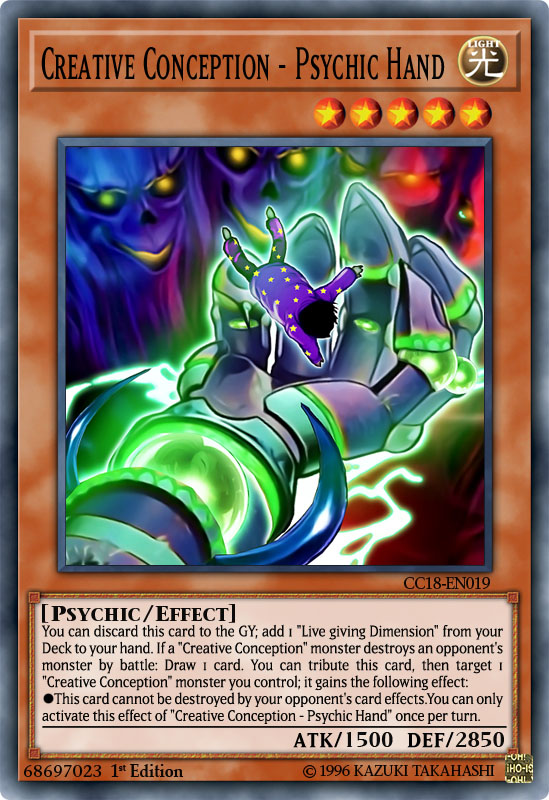 Creative Conception - Psychic Hand
LIGHT
光
CC18-EN019
[Psychic/Effect]
You can discard this card to the GY; add 1 "Live giving Dimension" from your
Deck to your hand. If a "Creative Conception" monster destroys an opponent's
monster by battle: Draw 1 card. You can tribute this card, then target 1
"Creative Conception" monster you control; it gains the following effect:
●This card cannot be destroyed by your opponent's card effects.You can only
activate this effect of "Creative Conception - Psychic Hand" once per turn.
ATK/1500 DEF/2850
68697023 1st Edition © 1996 KAZUKI TAKAHASHI